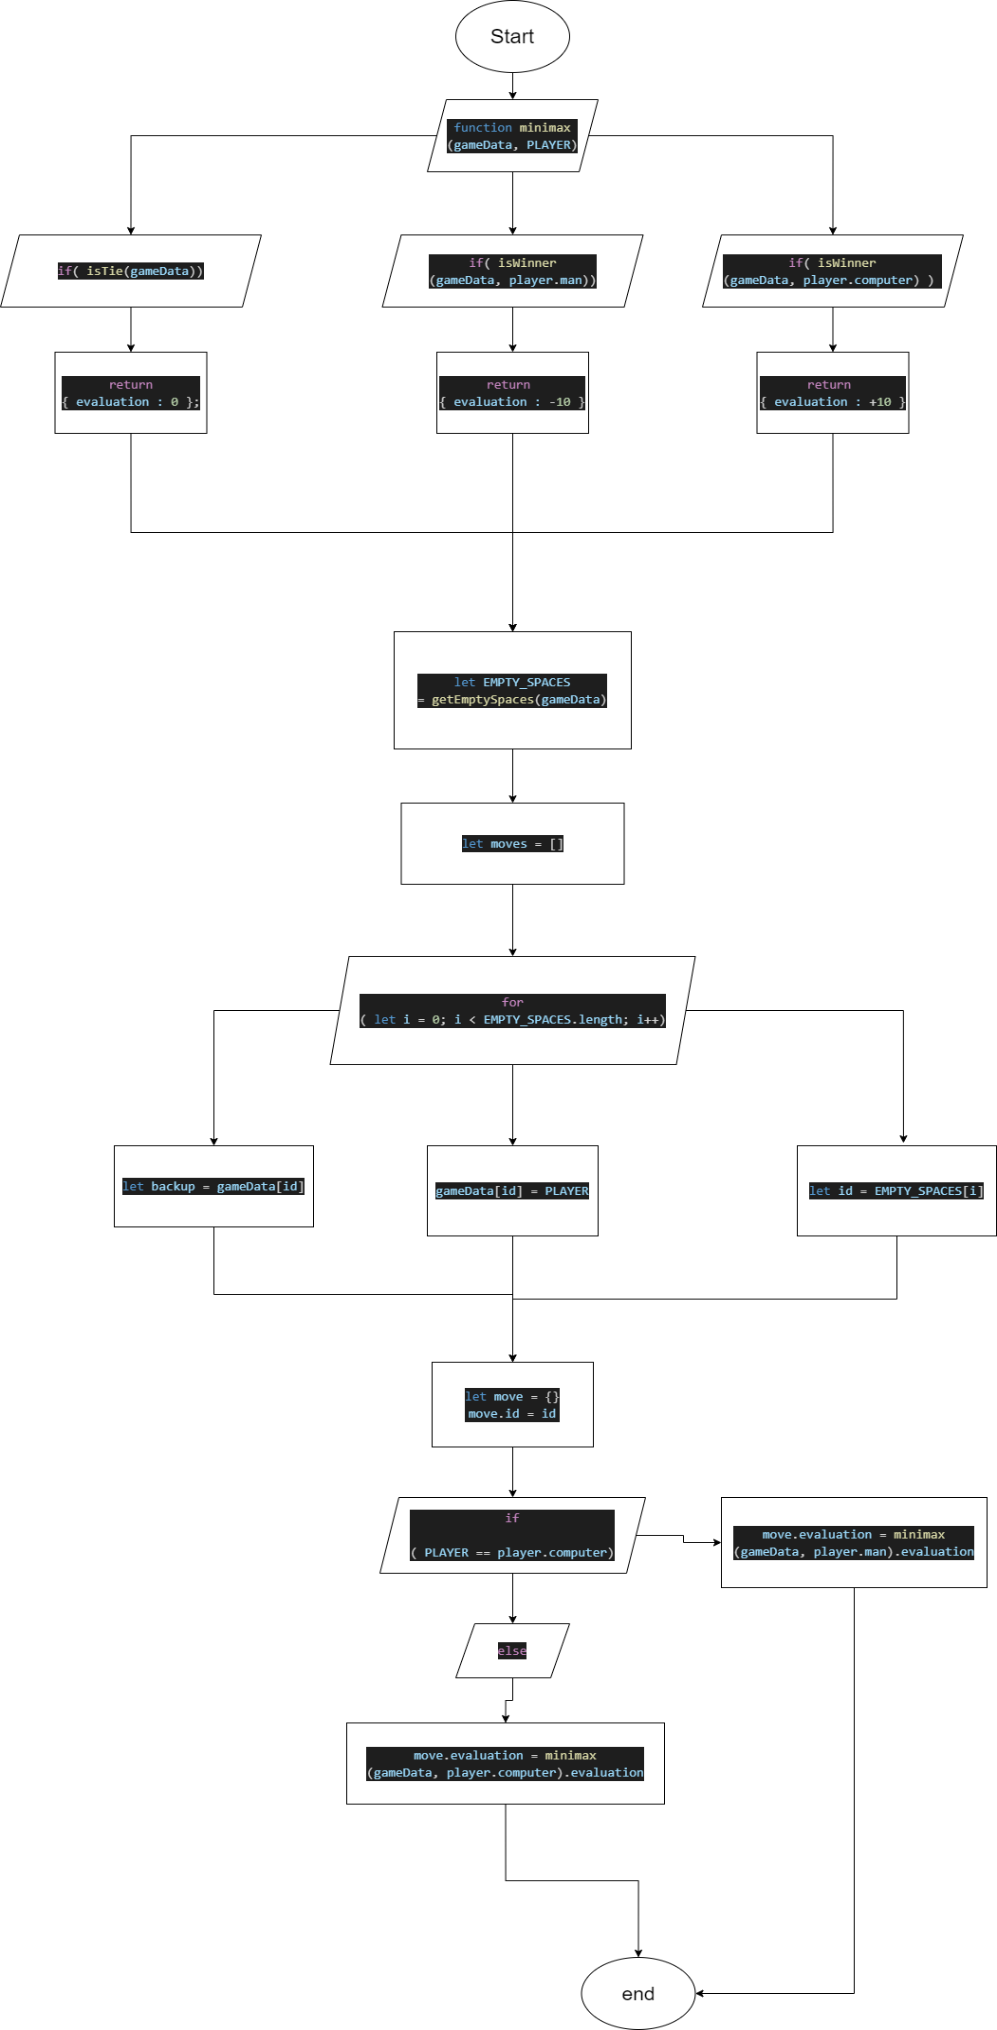 Start
function minimax
(gameData, PLAYER)
if( isTie(gameData))
if( isWinner
(gameData, player.man))
if( isWinner
(gameData, player.computer) )
return
{ evaluation : 0 };
return
{ evaluation : -10 }
return
{ evaluation : +10 }
let EMPTY_SPACES
= getEmptySpaces(gameData)
let moves = []
for
( let i = 0; i < EMPTY_SPACES.length; i++)
let backup = gameData[id]
gameData[id] = PLAYER
let id = EMPTY_SPACES[i]
let move = {}
move.id = id
if
( PLAYER == player.computer)
move.evaluation = minimax
(gameData, player.man).evaluation
else
move.evaluation = minimax
(gameData, player.computer).evaluation
end